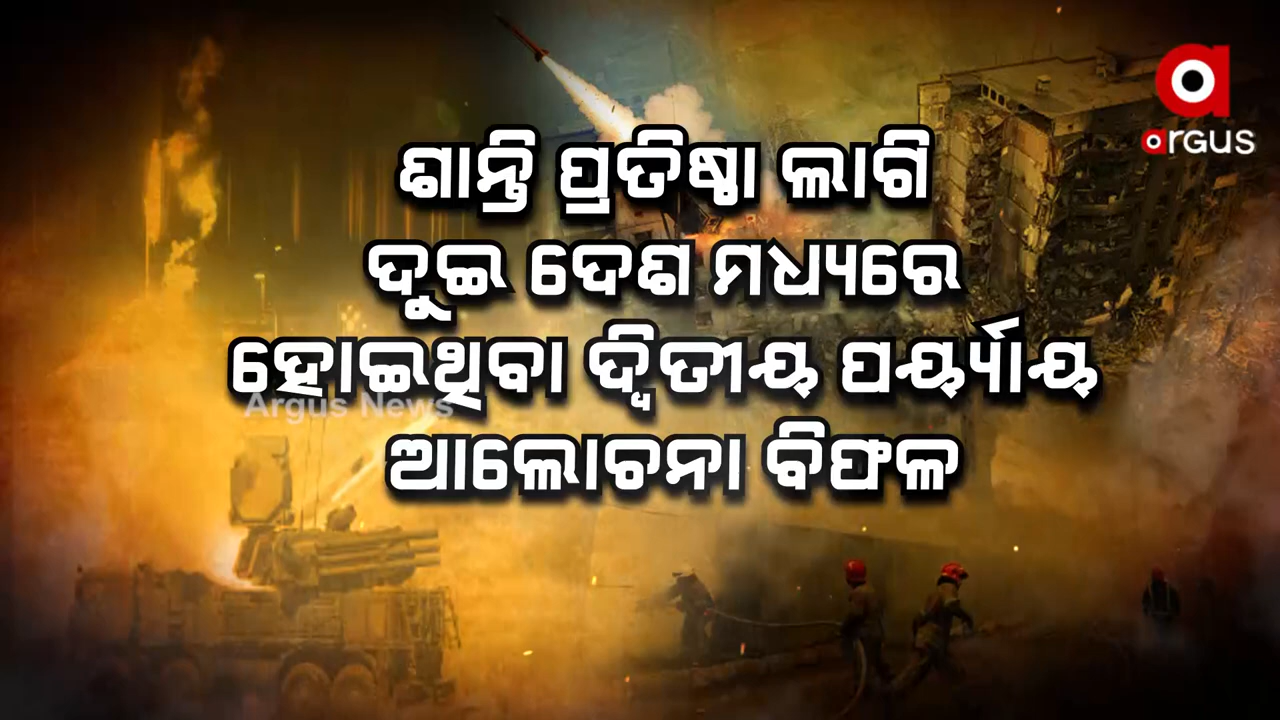 argus
ଶାନ୍ତି ପ୍ରତିଷ୍ଠା ଲାଗି
ଦୁଇ ଦେଶ ମଧ୍ୟରେ
ହୋଇଥିବା ଦ୍ୱିତୀୟ ପର୍ୟ୍ୟାୟ
Argus News
ଆଲୋଚନା ବିଫଳ